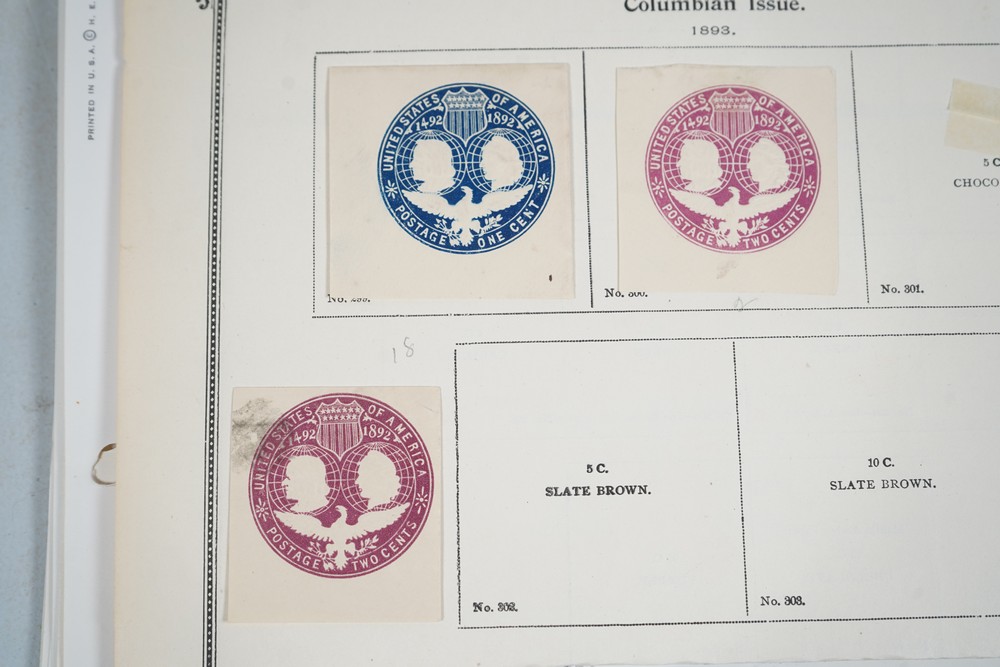 PRINTED IN U. S. A. © H. E.
Columbian Issue.
1893.
UNITED STATES OF AMERICA
1492 1892
POSTAGE ONE CENT
UNITED STATES OF AMERICA
1492 1892
POSTAGE TWO CENTS
5 C
CHOCO
No.
No. 300.
No. 301.
18
UNITED STATES OF AMERICA
1492 1892
POSTAGE TWO CENTS
5 C.
SLATE BROWN.
No. 302.
10 C.
SLATE BROWN.
No. 303.